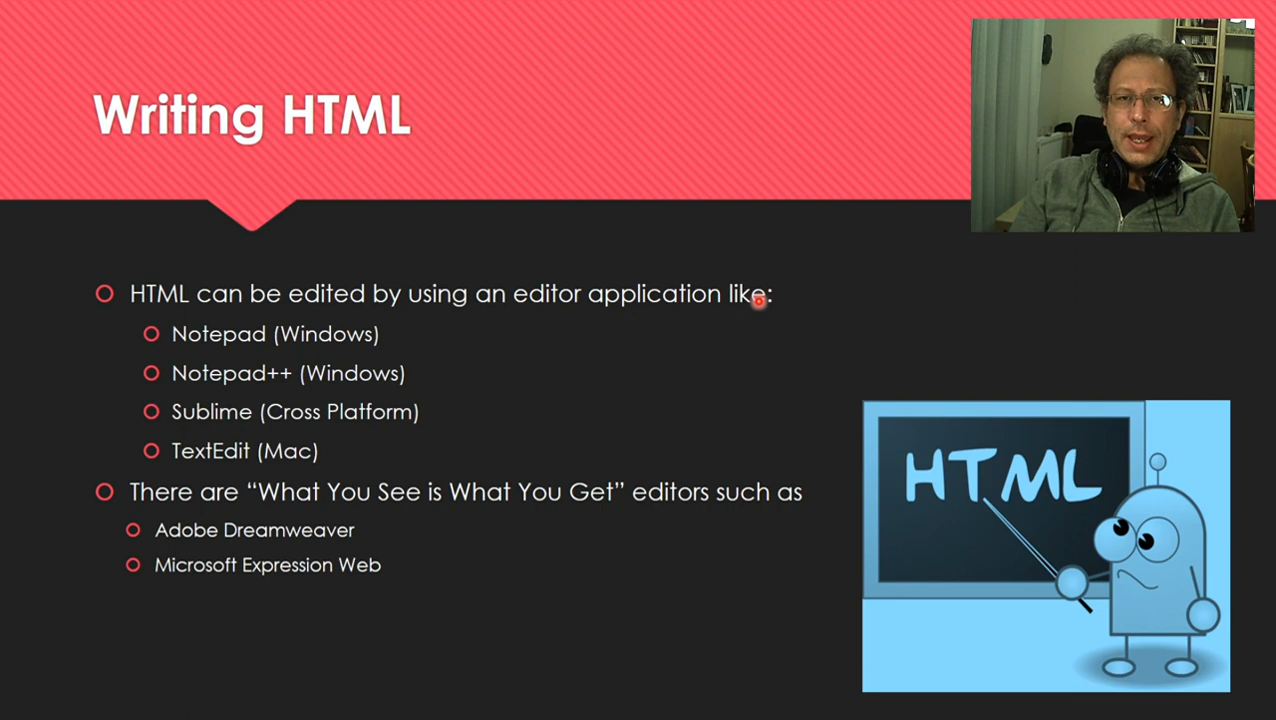 Writing HTML
HTML can be edited by using an editor application like:
Notepad (Windows)
Notepad++ (Windows)
Sublime (Cross Platform)
TextEdit (Mac)
There are “What You See is What You Get” editors such as
Adobe Dreamweaver
Microsoft Expression Web
HTML